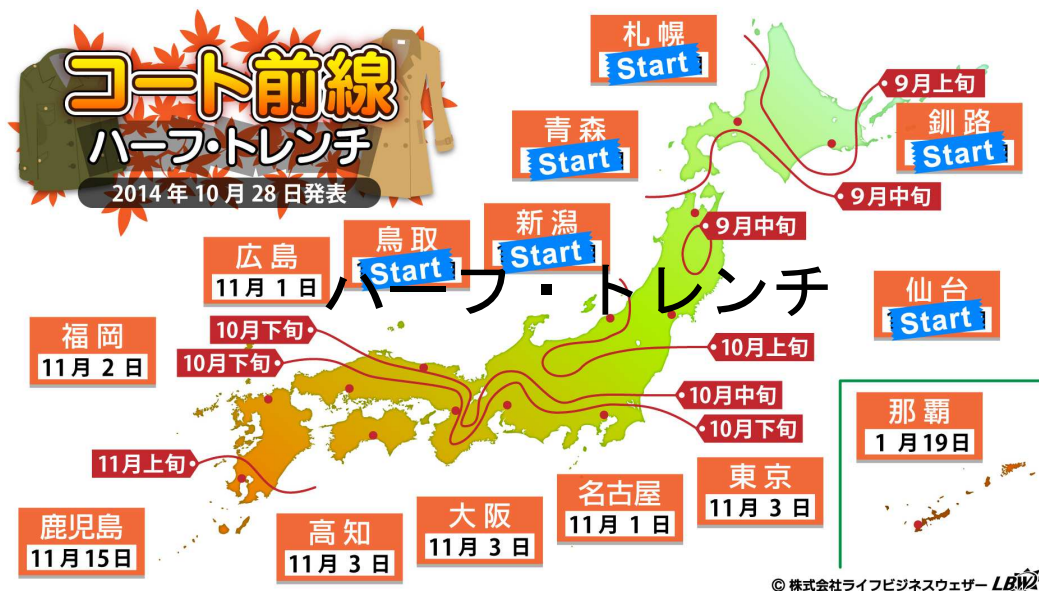 コート前線
ハーフ・トレンチ
2014年10月28日発表
札幌
Start
9月上旬
釧路
Start
青森
Start
9月中旬
新潟
Start
9月中旬
鳥取
Start
広島
11月1日
ハーフ・トレンチ
仙台
Start
福岡
11月2日
10月下旬
10月下旬
10月上旬
10月中旬
10月下旬
那覇
1月19日
11月上旬
東京
11月3日
名古屋
11月1日
大阪
11月3日
高知
11月3日
鹿児島
11月15日
© 株式会社ライフビジネスウェザー LBW